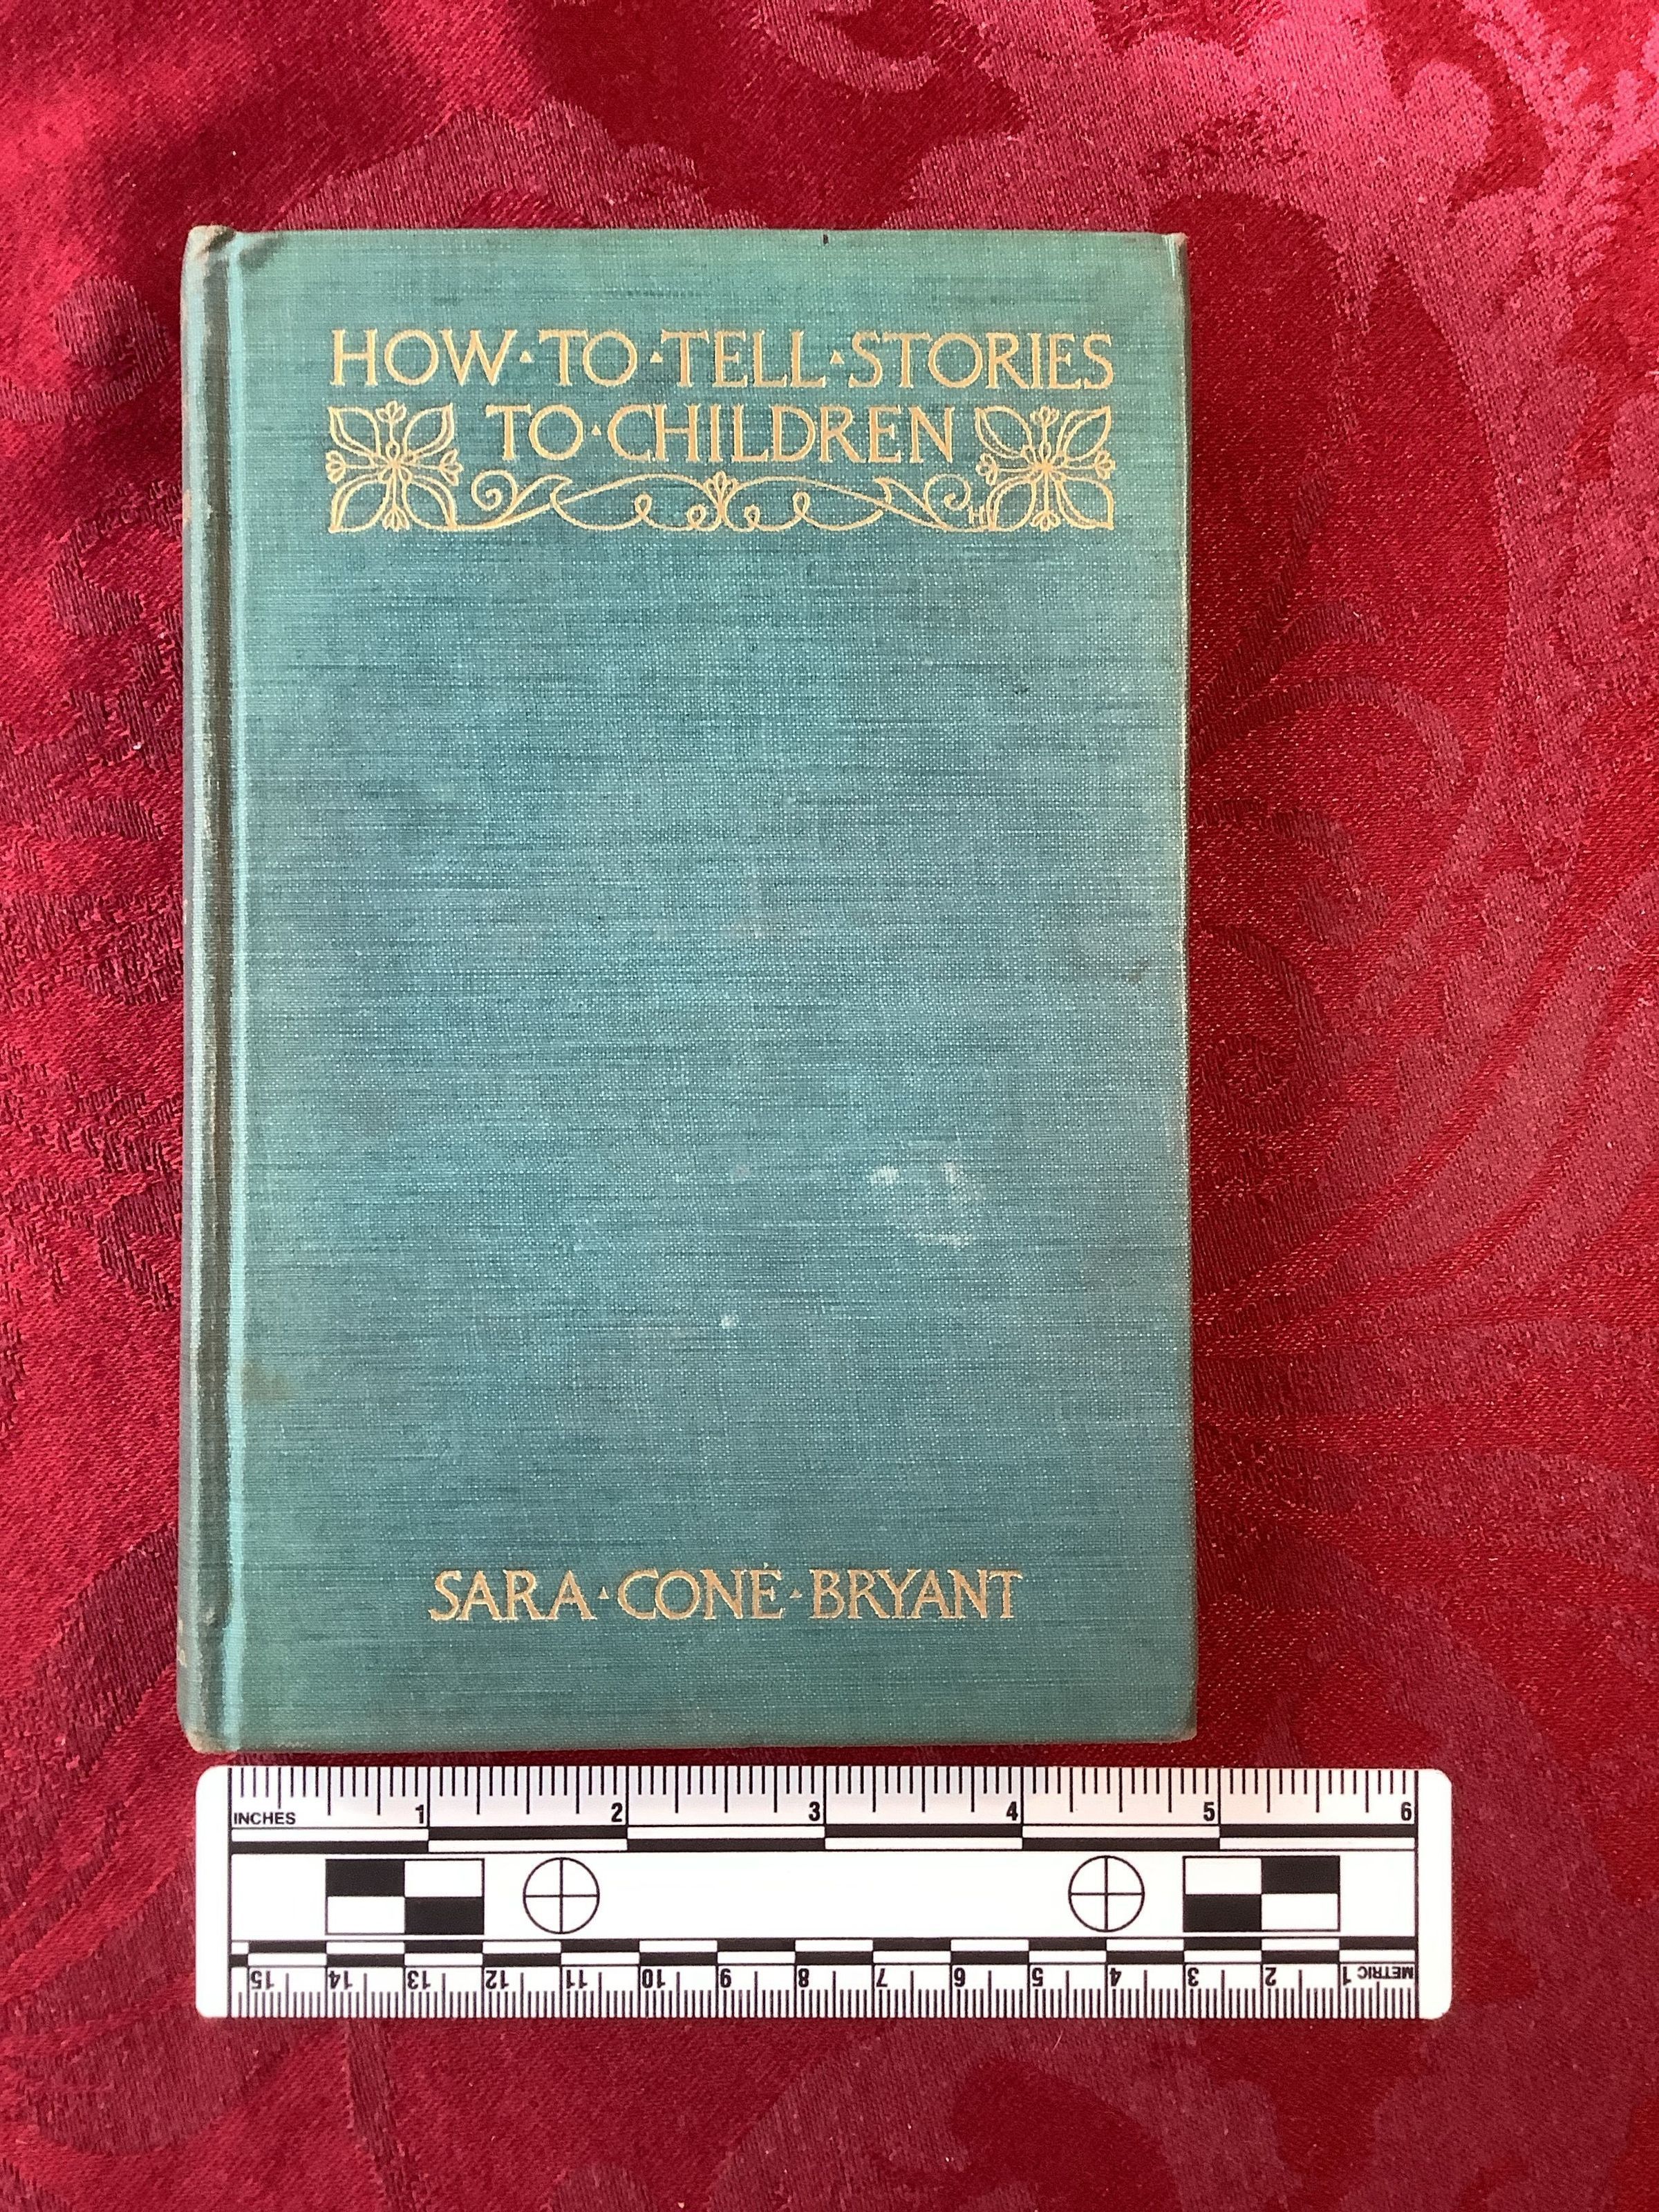 HOW·TO·TELL·STORIES
TO·CHILDREN
H
SARA·CONE·BRYANT
INCHES 1 2 3 4 5 6
15 14 13 12 11 10 9 8 7 6 5 4 3 2 1 METRIC